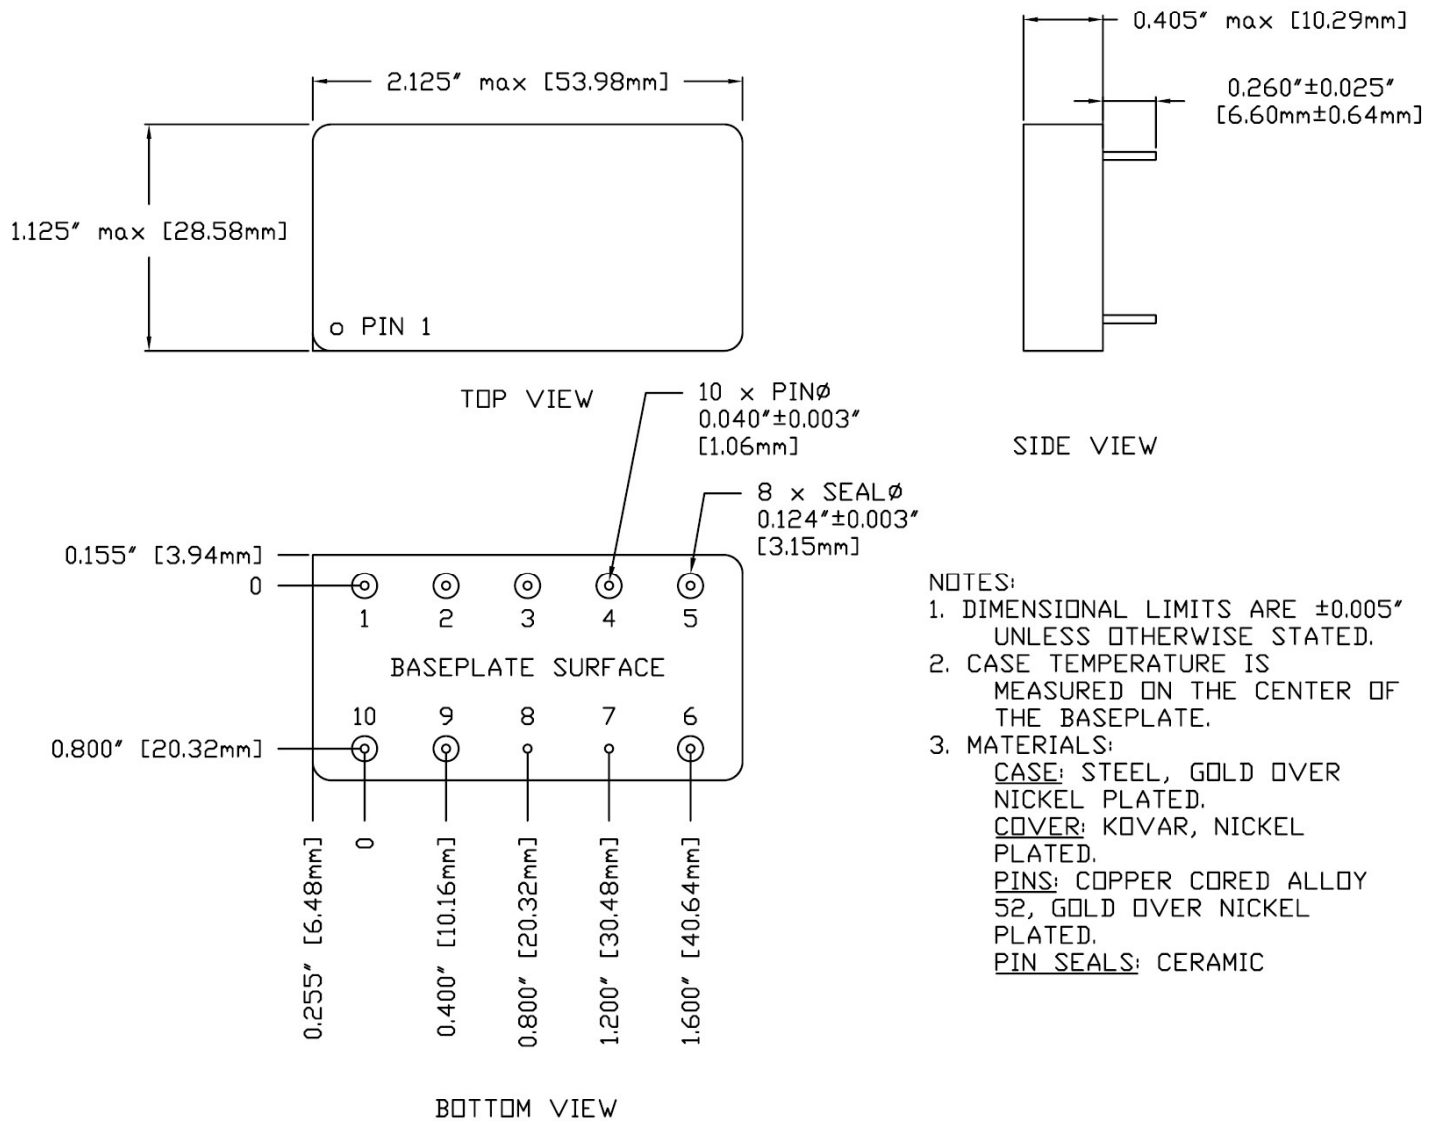 0.405" max [10.29mm]
2.125" max [53.98mm]
0.260"±0.025"
[6.60mm±0.64mm]
1.125" max [28.58mm]
PIN 1
TOP VIEW
10 x PINØ
0.040"±0.003"
[1.06mm]
SIDE VIEW
8 x SEALØ
0.124"±0.003"
[3.15mm]
0.155" [3.94mm]
0
1 2 3 4 5
BASEPLATE SURFACE
10 9 8 7 6
0.800" [20.32mm]
0.255" [6.48mm]
0
0.400" [10.16mm]
0.800" [20.32mm]
1.200" [30.48mm]
1.600" [40.64mm]
BOTTOM VIEW
NOTES:
1. DIMENSIONAL LIMITS ARE ±0.005"
UNLESS OTHERWISE STATED.
2. CASE TEMPERATURE IS
MEASURED ON THE CENTER OF
THE BASEPLATE.
3. MATERIALS:
CASE: STEEL, GOLD OVER
NICKEL PLATED.
COVER: KOVAR, NICKEL
PLATED.
PINS: COPPER CORED ALLOY
52, GOLD OVER NICKEL
PLATED.
PIN SEALS: CERAMIC